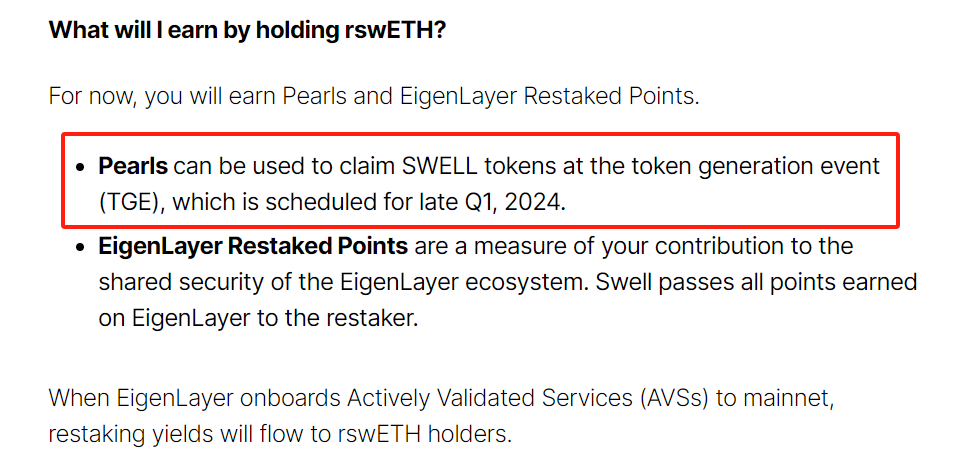 What will I earn by holding rswETH?
For now, you will earn Pearls and EigenLayer Restaked Points.
• Pearls can be used to claim SWELL tokens at the token generation event
(TGE), which is scheduled for late Q1, 2024.
• EigenLayer Restaked Points are a measure of your contribution to the
shared security of the EigenLayer ecosystem. Swell passes all points earned
on EigenLayer to the restaker.
When EigenLayer onboards Actively Validated Services (AVSs) to mainnet,
restaking yields will flow to rswETH holders.